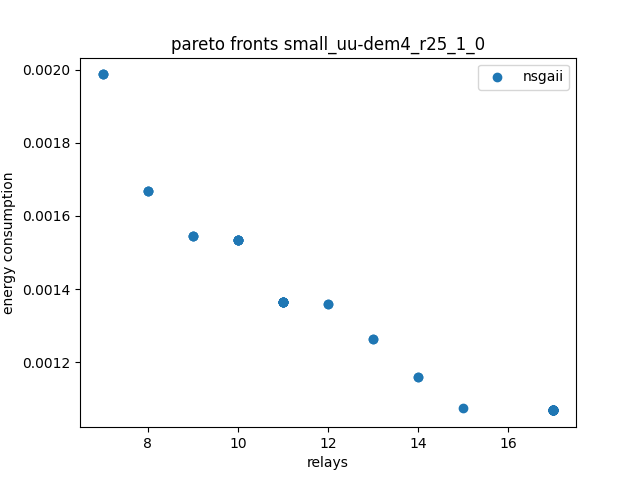 pareto fronts small_uu-dem4_r25_1_0
nsgaii
0.0020
0.0018
0.0016
0.0014
0.0012
energy consumption
8 10 12 14 16
relays